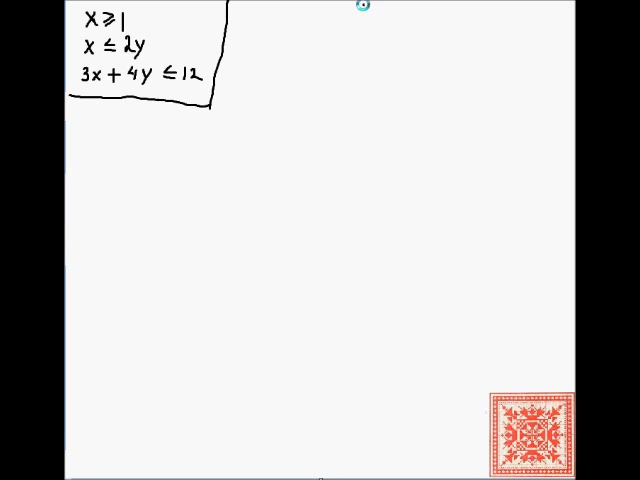 x ≥ 1
x ≤ 2y
3x + 4y ≤ 12